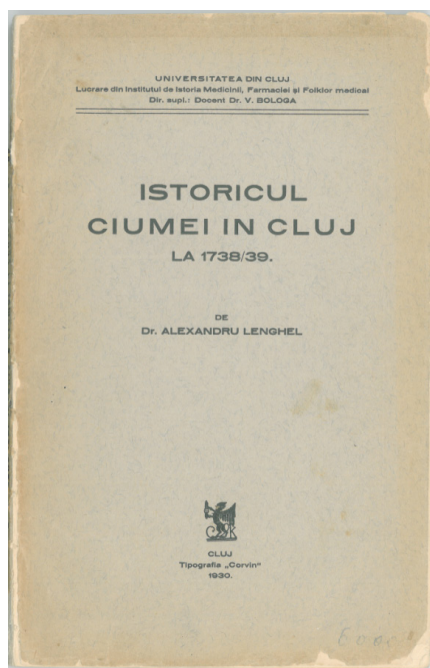 UNIVERSITATEA DIN CLUJ
Lucrare din Institutul de Istoria Medicinii, Farmaciei și Folklor medical
Dir. supl.: Docent Dr. V. BOLOGA
ISTORICUL
CIUMEI IN CLUJ
LA 1738/39.
DE
Dr. ALEXANDRU LENGHEL
CLUJ
Tipografia „Corvin“
1930.